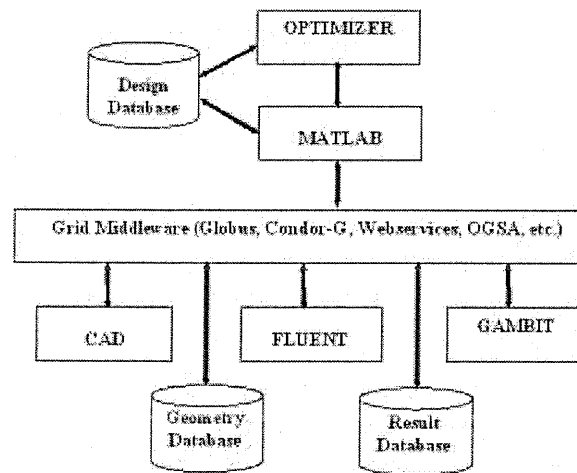 OPTIMIZER
Design
Database
MATLAB
Grid Middleware (Globus, Condor-G, Webservices, OGSA, etc.)
CAD
FLUENT
GAMBIT
Geometry
Database
Result
Database